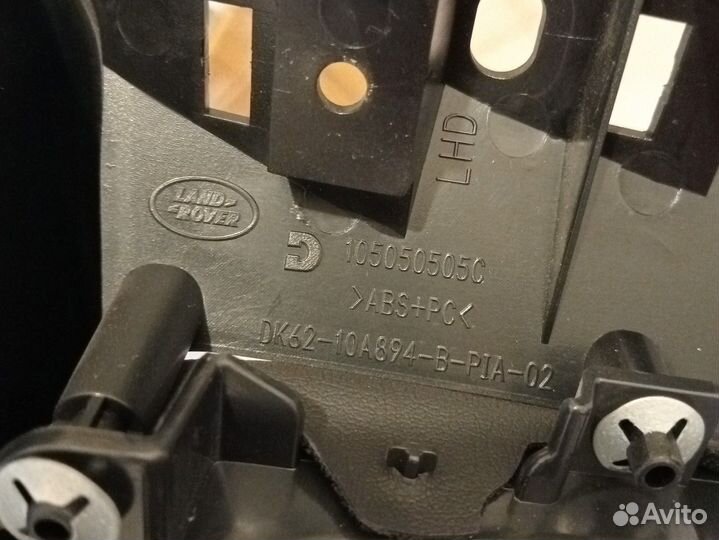 LHD
LAND
ROVER
105050505C
>ABS+PC<
DK62-10A894-B-PIA-02
Avito